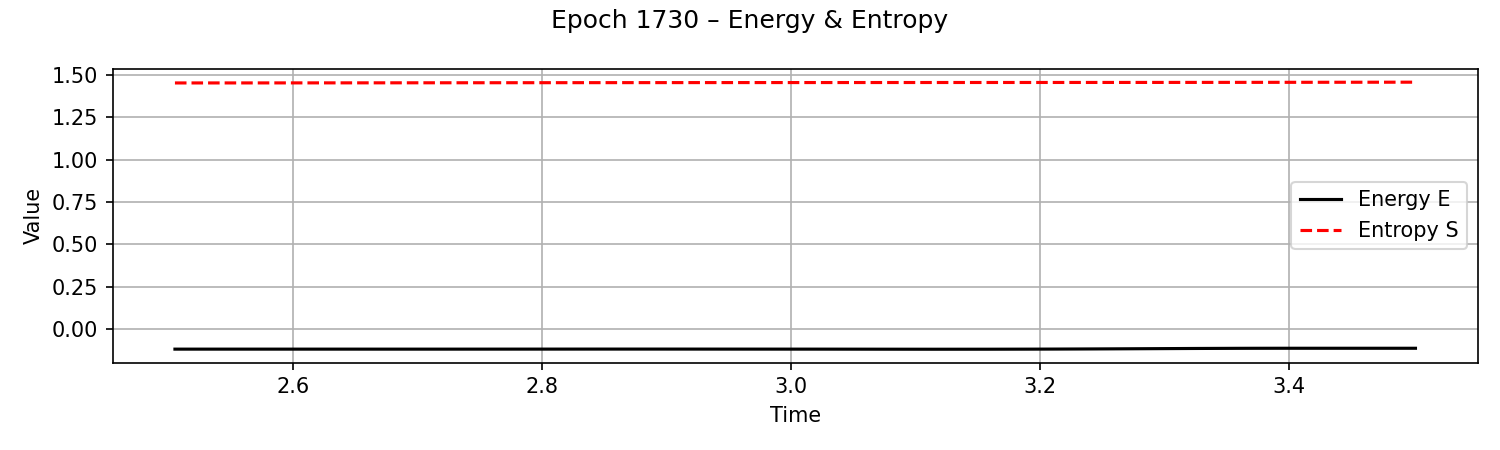 Epoch 1730 – Energy & Entropy
1.50
1.25
1.00
0.75
0.50
0.25
0.00
Value
Energy E
Entropy S
2.6 2.8 3.0 3.2 3.4
Time